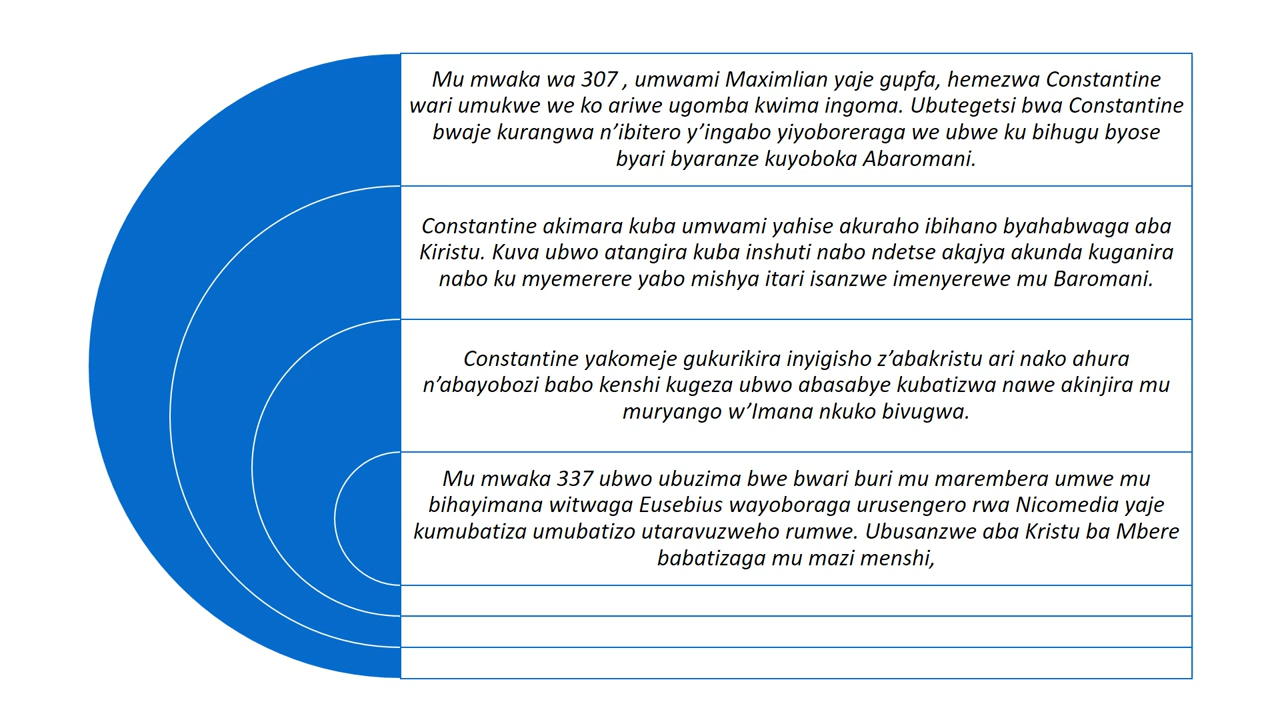 Mu mwaka wa 307 , umwami Maximlian yaje gupfa, hemezwa Constantine
wari umukwe we ko ariwe ugomba kwima ingoma. Ubutegetsi bwa Constantine
bwaje kurangwa n’ibitero y’ingabo yiyoboreraga we ubwe ku bihugu byose
byari byaranze kuyoboka Abaromani.
Constantine akimara kuba umwami yahise akuraho ibihano byahabwaga aba
Kiristu. Kuva ubwo atangira kuba inshuti nabo ndetse akajya akunda kuganira
nabo ku myemerere yabo mishya itari isanzwe imenyerewe mu Baromani.
Constantine yakomeje gukurikira inyigisho z’abakristu ari nako ahura
n’abayobozi babo kenshi kugeza ubwo abasabye kubatizwa nawe akinjira mu
muryango w’Imana nkuko bivugwa.
Mu mwaka 337 ubwo ubuzima bwe bwari buri mu marembera umwe mu
bihayimana witwaga Eusebius wayoboraga urusengero rwa Nicomedia yaje
kumubatiza umubatizo utaravuzweho rumwe. Ubusanzwe aba Kristu ba Mbere
babatizaga mu mazi menshi,